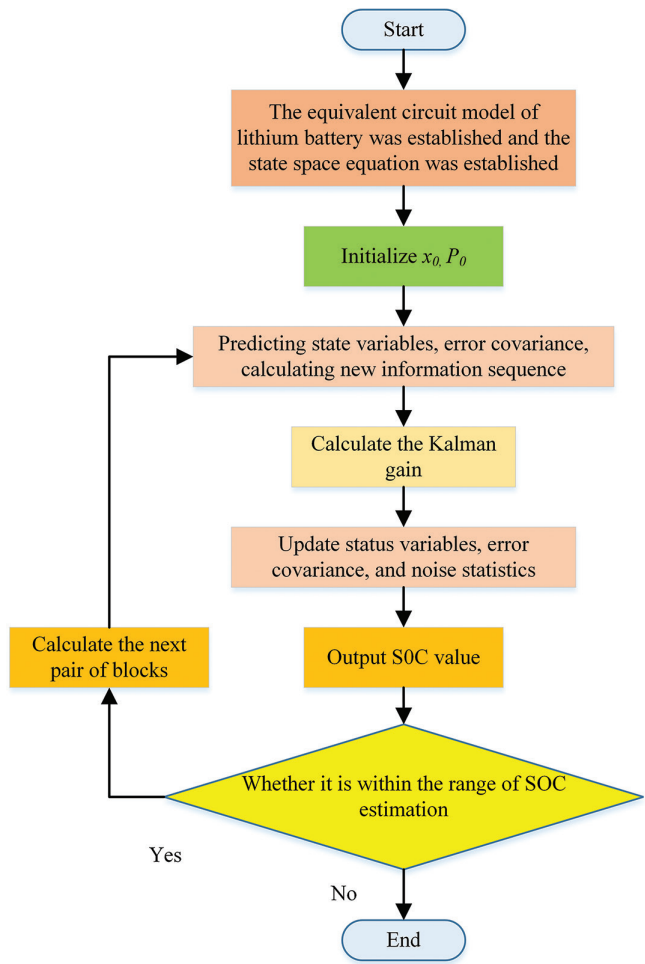 Start
The equivalent circuit model of
lithium battery was established and the
state space equation was established
Initialize x₀, P₀
Predicting state variables, error covariance,
calculating new information sequence
Calculate the Kalman
gain
Update status variables, error
covariance, and noise statistics
Calculate the next
pair of blocks
Output S0C value
Whether it is within the range of SOC
estimation
Yes
No
End